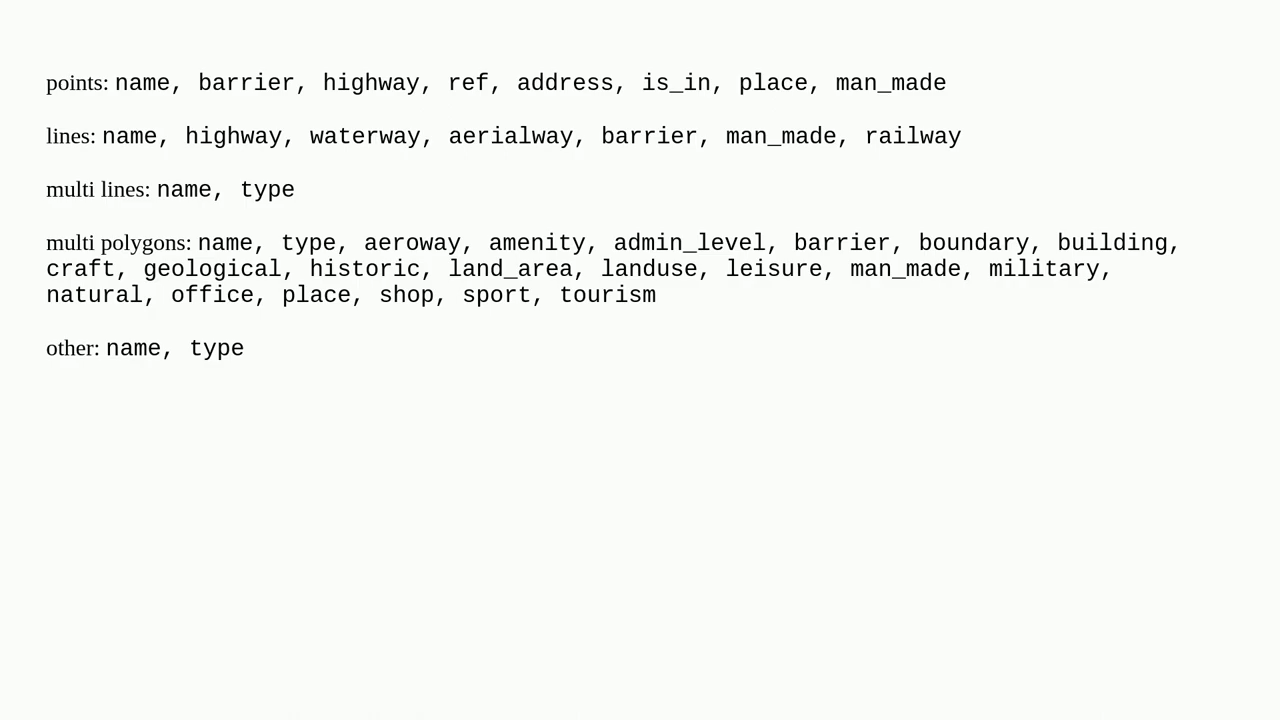 points: name, barrier, highway, ref, address, is_in, place, man_made
lines: name, highway, waterway, aerialway, barrier, man_made, railway
multi lines: name, type
multi polygons: name, type, aeroway, amenity, admin_level, barrier, boundary, building,
craft, geological, historic, land_area, landuse, leisure, man_made, military,
natural, office, place, shop, sport, tourism
other: name, type